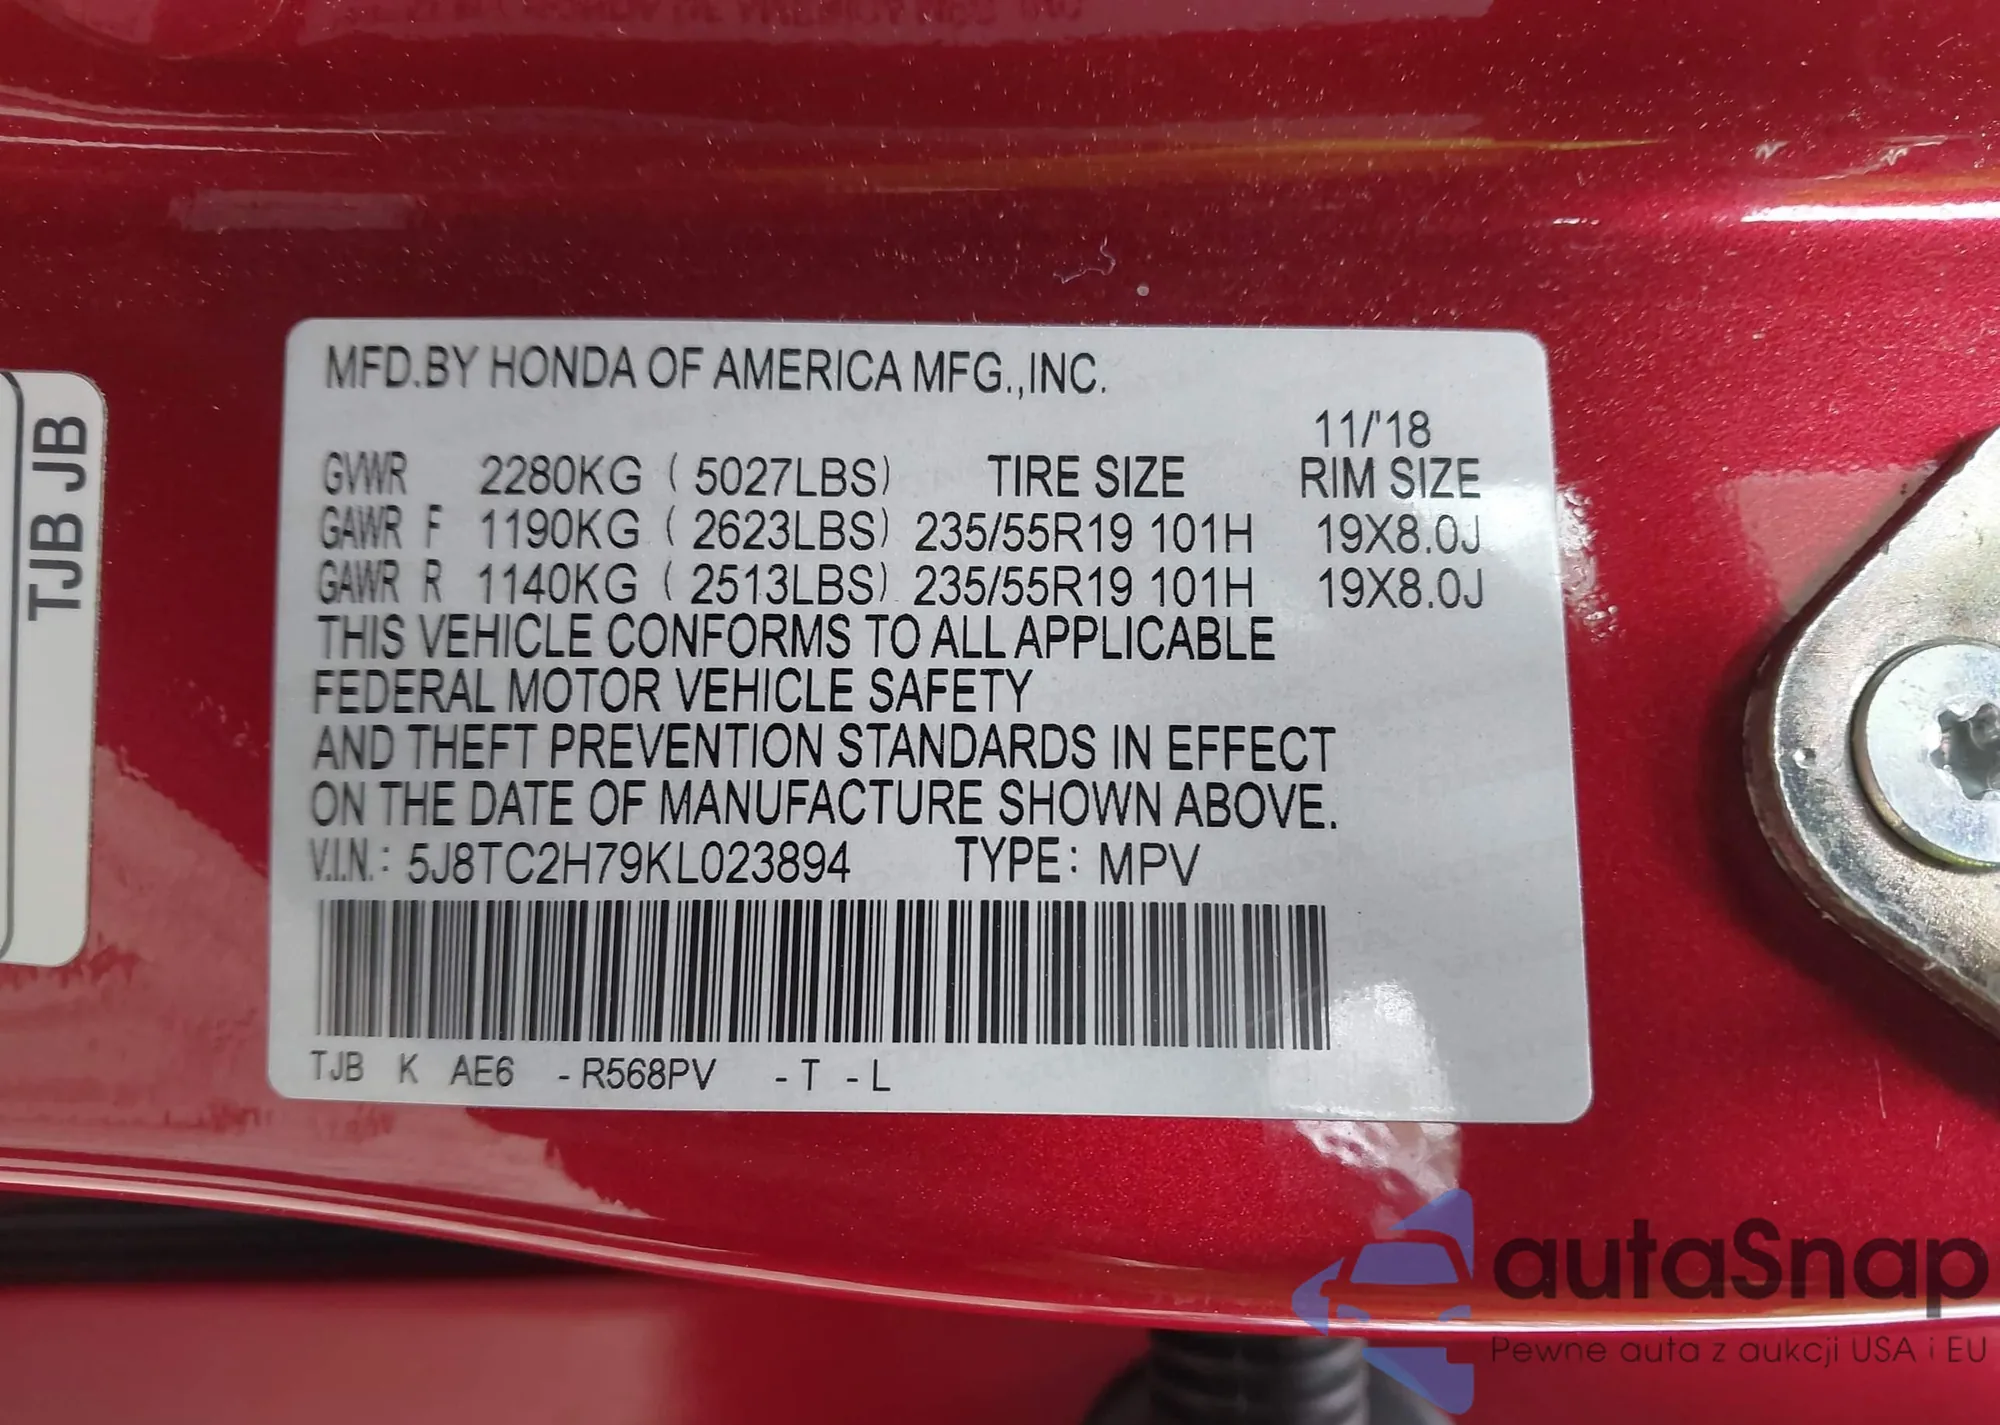 MFD.BY HONDA OF AMERICA MFG.,INC.
11/'18
GVWR 2280KG ( 5027LBS) TIRE SIZE RIM SIZE
GAWR F 1190KG ( 2623LBS) 235/55R19 101H 19X8.0J
GAWR R 1140KG ( 2513LBS) 235/55R19 101H 19X8.0J
THIS VEHICLE CONFORMS TO ALL APPLICABLE
FEDERAL MOTOR VEHICLE SAFETY
AND THEFT PREVENTION STANDARDS IN EFFECT
ON THE DATE OF MANUFACTURE SHOWN ABOVE.
V.I.N.: 5J8TC2H79KL023894 TYPE: MPV
TJB K AE6 -R568PV -T -L
TJB JB
autaSnap
Pewne auta z aukcji USA i EU